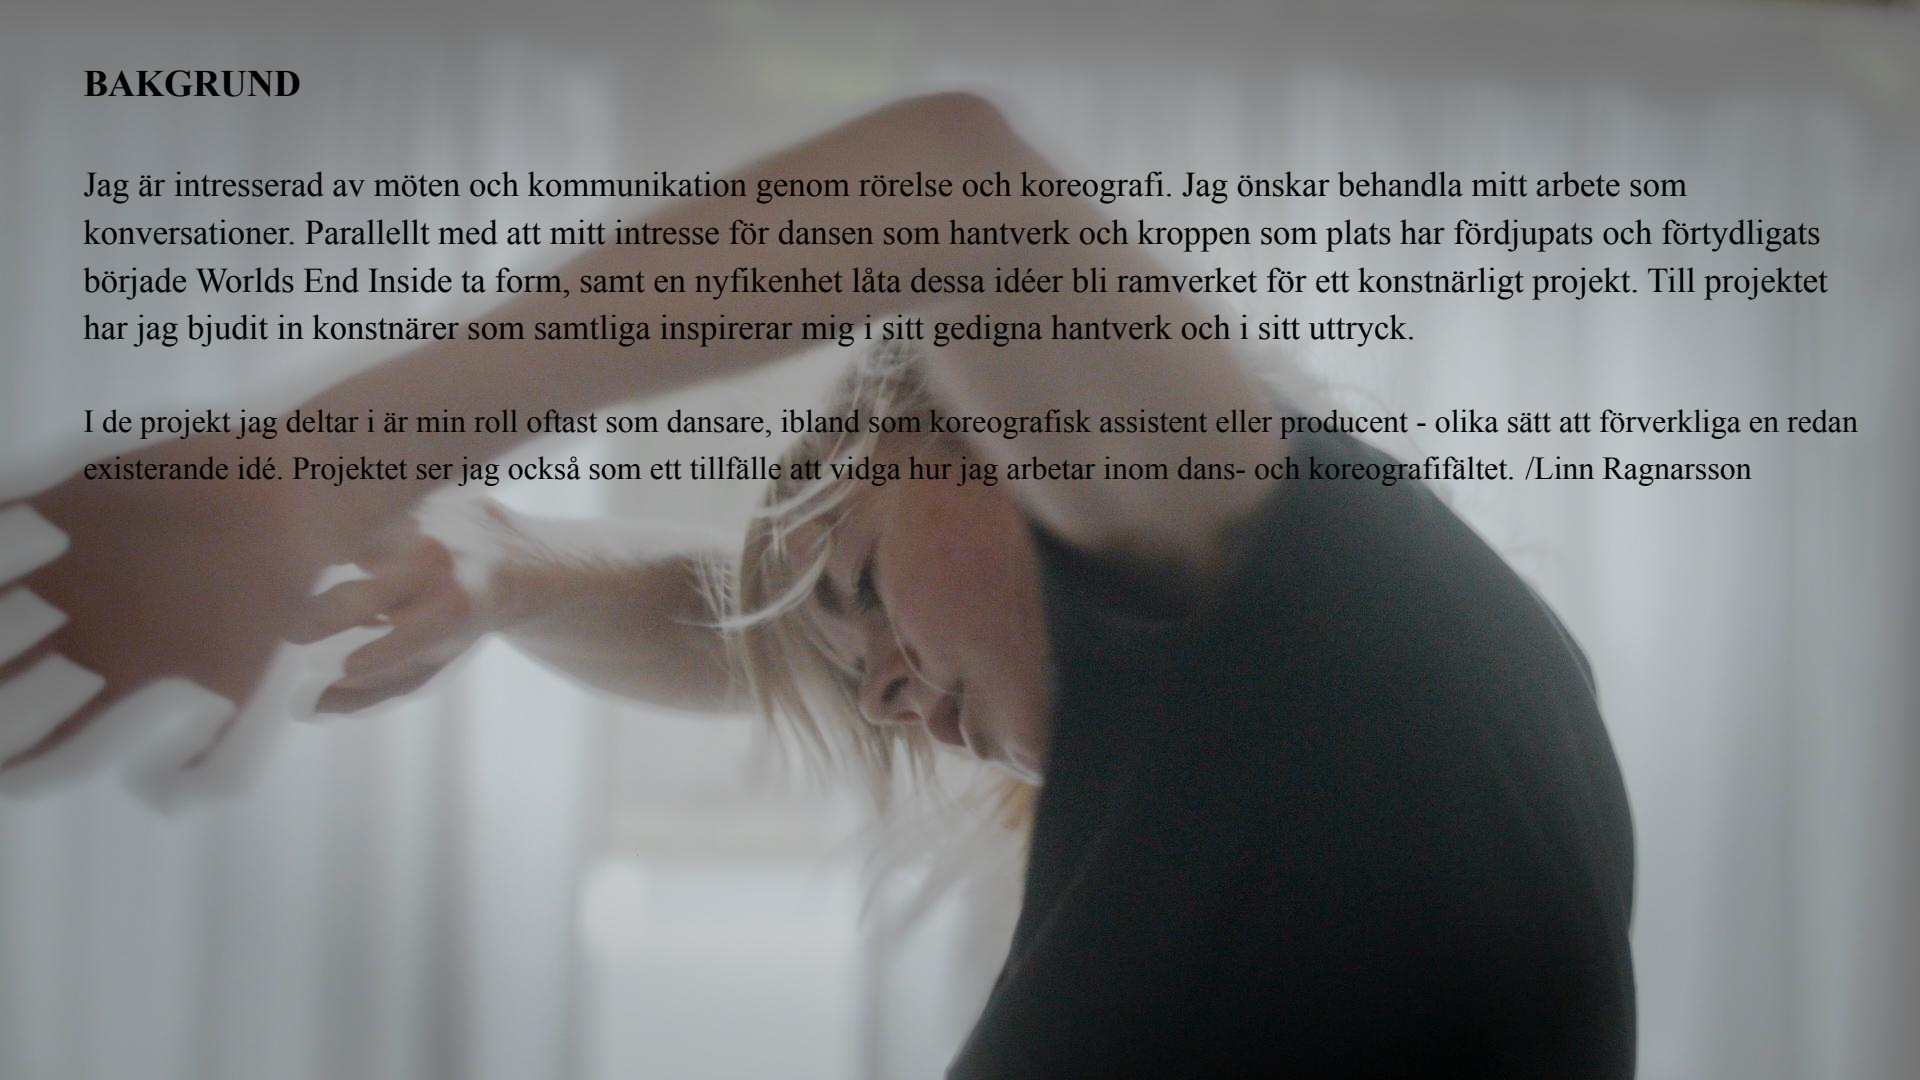 BAKGRUND
Jag är intresserad av möten och kommunikation genom rörelse och koreografi. Jag önskar behandla mitt arbete som
konversationer. Parallellt med att mitt intresse för dansen som hantverk och kroppen som plats har fördjupats och förtydligats
började Worlds End Inside ta form, samt en nyfikenhet låta dessa idéer bli ramverket för ett konstnärligt projekt. Till projektet
har jag bjudit in konstnärer som samtliga inspirerar mig i sitt gedigna hantverk och i sitt uttryck.
I de projekt jag deltar i är min roll oftast som dansare, ibland som koreografisk assistent eller producent - olika sätt att förverkliga en redan
existerande idé. Projektet ser jag också som ett tillfälle att vidga hur jag arbetar inom dans- och koreografifältet. /Linn Ragnarsson